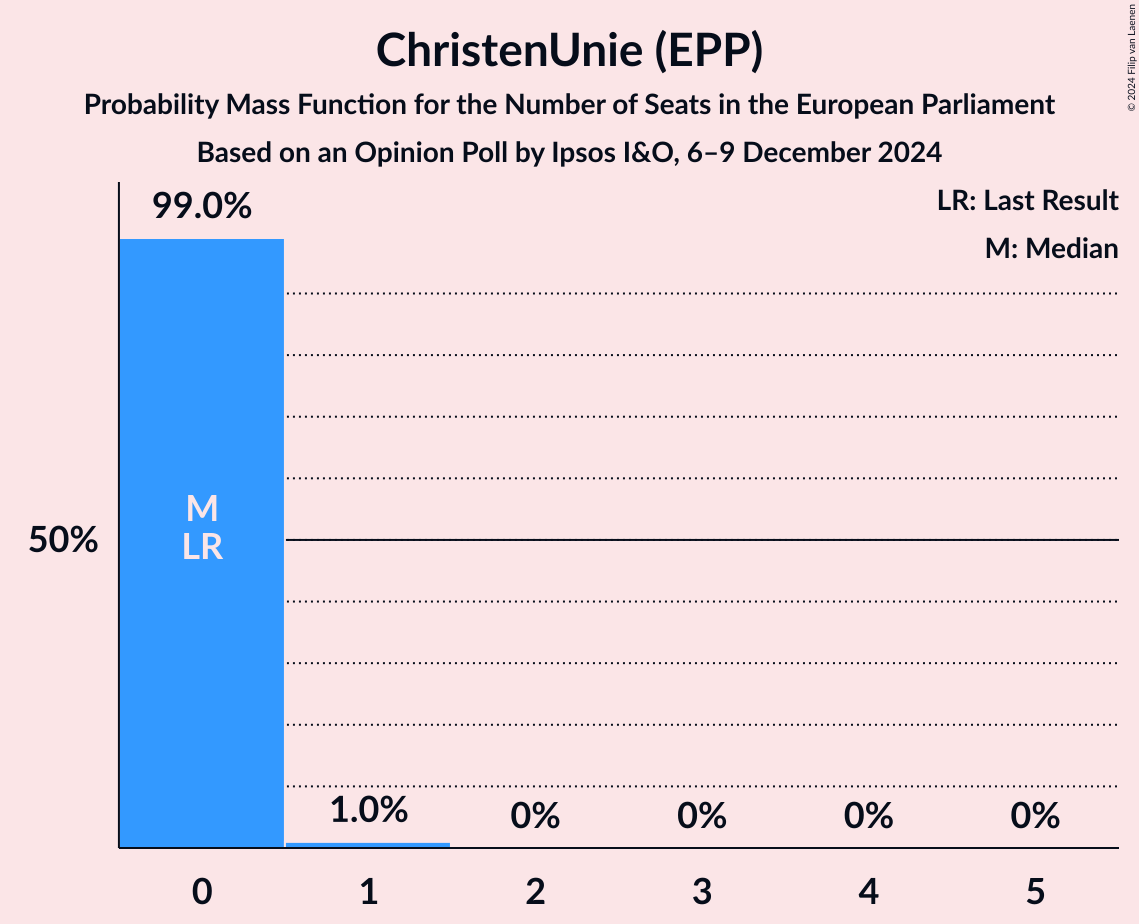 ChristenUnie (EPP)
Probability Mass Function for the Number of Seats in the European Parliament
Based on an Opinion Poll by Ipsos I&O, 6–9 December 2024
© 2024 Filip van Laenen
LR: Last Result
M: Median
99.0%
M
LR
50%
1.0%
0%
0%
0%
0%
0
1
2
3
4
5